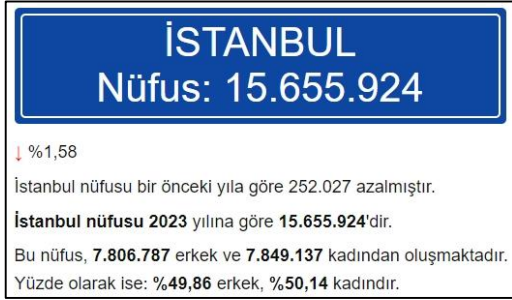 İSTANBUL
Nüfus: 15.655.924
↓ %1,58
İstanbul nüfusu bir önceki yıla göre 252.027 azalmıştır.
İstanbul nüfusu 2023 yılına göre 15.655.924'dir.
Bu nüfus, 7.806.787 erkek ve 7.849.137 kadından oluşmaktadır.
Yüzde olarak ise: %49,86 erkek, %50,14 kadındır.